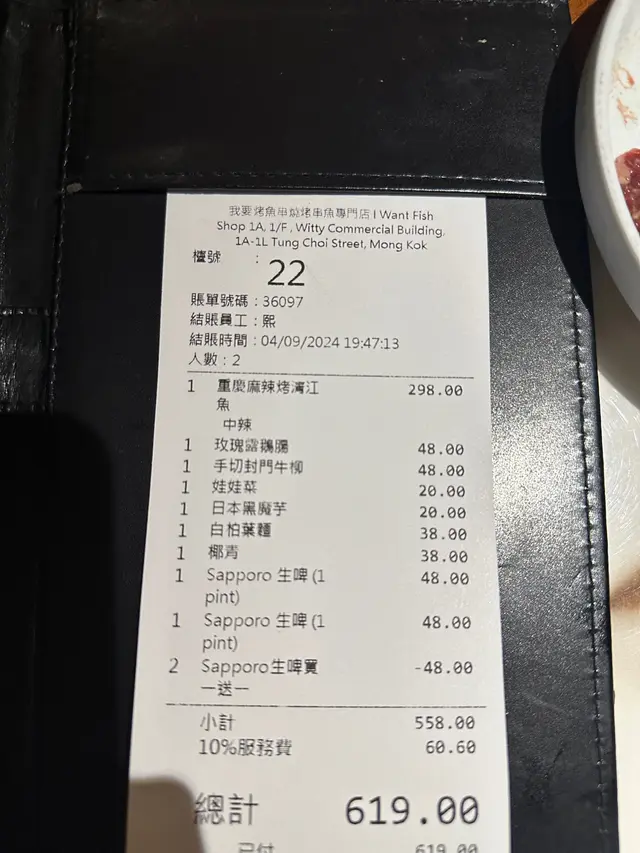 我要烤魚串燒烤串魚專門店 I Want Fish
Shop 1A, 1/F., Witty Commercial Building,
1A-1L Tung Choi Street, Mong Kok
檯號 :
22
賬單號碼 : 36097
結賬員工 : 熙
結賬時間 : 04/09/2024 19:47:13
人數 : 2
1 重慶麻辣烤灣江 298.00
魚
中辣
1 玫瑰露鵝腸 48.00
1 手切封門牛柳 48.00
1 娃娃菜 20.00
1 日本黑魔芋 20.00
1 白柏葉麵 38.00
1 椰青 38.00
1 Sapporo 生啤 (1 48.00
pint)
1 Sapporo 生啤 (1 48.00
pint)
2 Sapporo生啤買 -48.00
一送一
小計 558.00
10%服務費 60.60
總計 619.00
已付 619.00